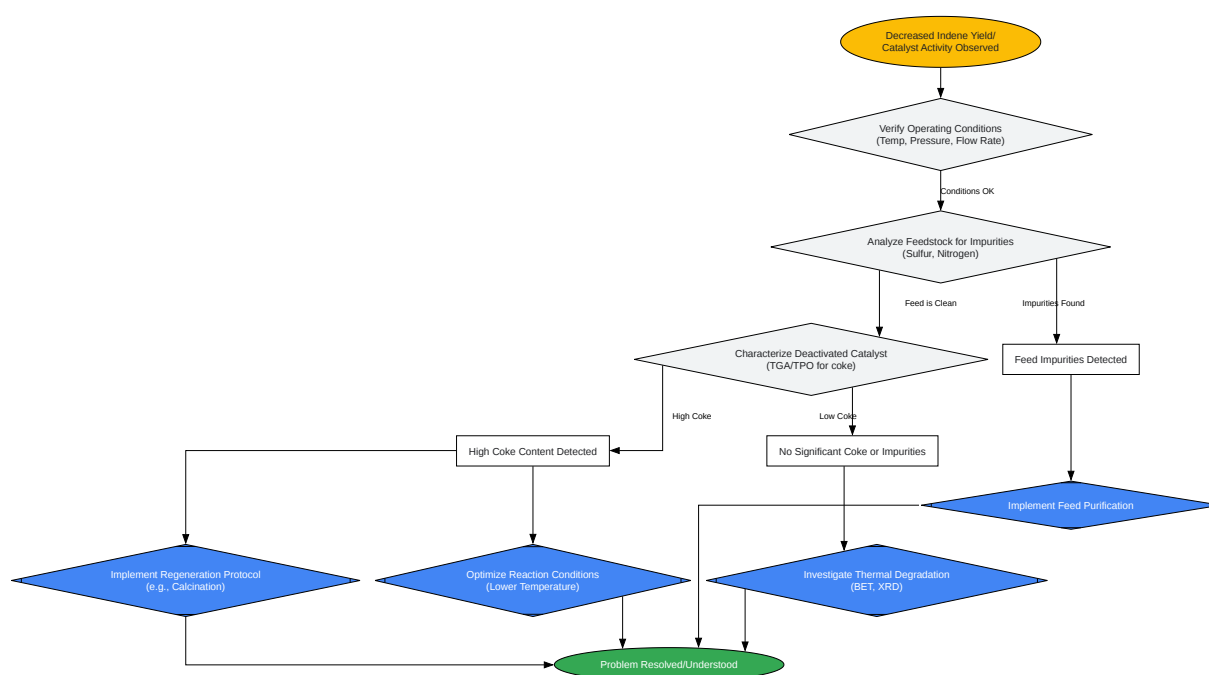 Decreased Indene Yield/
Catalyst Activity Observed
Verify Operating Conditions
(Temp, Pressure, Flow Rate)
Conditions OK
Analyze Feedstock for Impurities
(Sulfur, Nitrogen)
Feed is Clean
Impurities Found
Characterize Deactivated Catalyst
(TGA/TPO for coke)
Feed Impurities Detected
High Coke
Low Coke
High Coke Content Detected
No Significant Coke or Impurities
Implement Feed Purification
Implement Regeneration Protocol
(e.g., Calcination)
Optimize Reaction Conditions
(Lower Temperature)
Investigate Thermal Degradation
(BET, XRD)
Problem Resolved/Understood